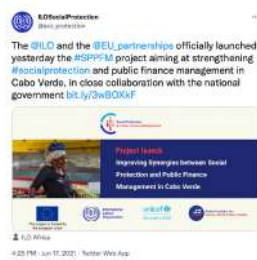 ILOSocialProtection
@soc_protection
The @ILO and the @EU_partnerships officially launched
yesterday the #SPPFM project aiming at strengthening
#socialprotection and public finance management in
Cabo Verde, in close collaboration with the national
government bit.ly/3wBOXkF
Project launch
Improving Synergies between Social
Protection and Public Finance
Management in Cabo Verde
unicef
ILO Africa
4:25 PM · Jun 17, 2021 · Twitter Web App